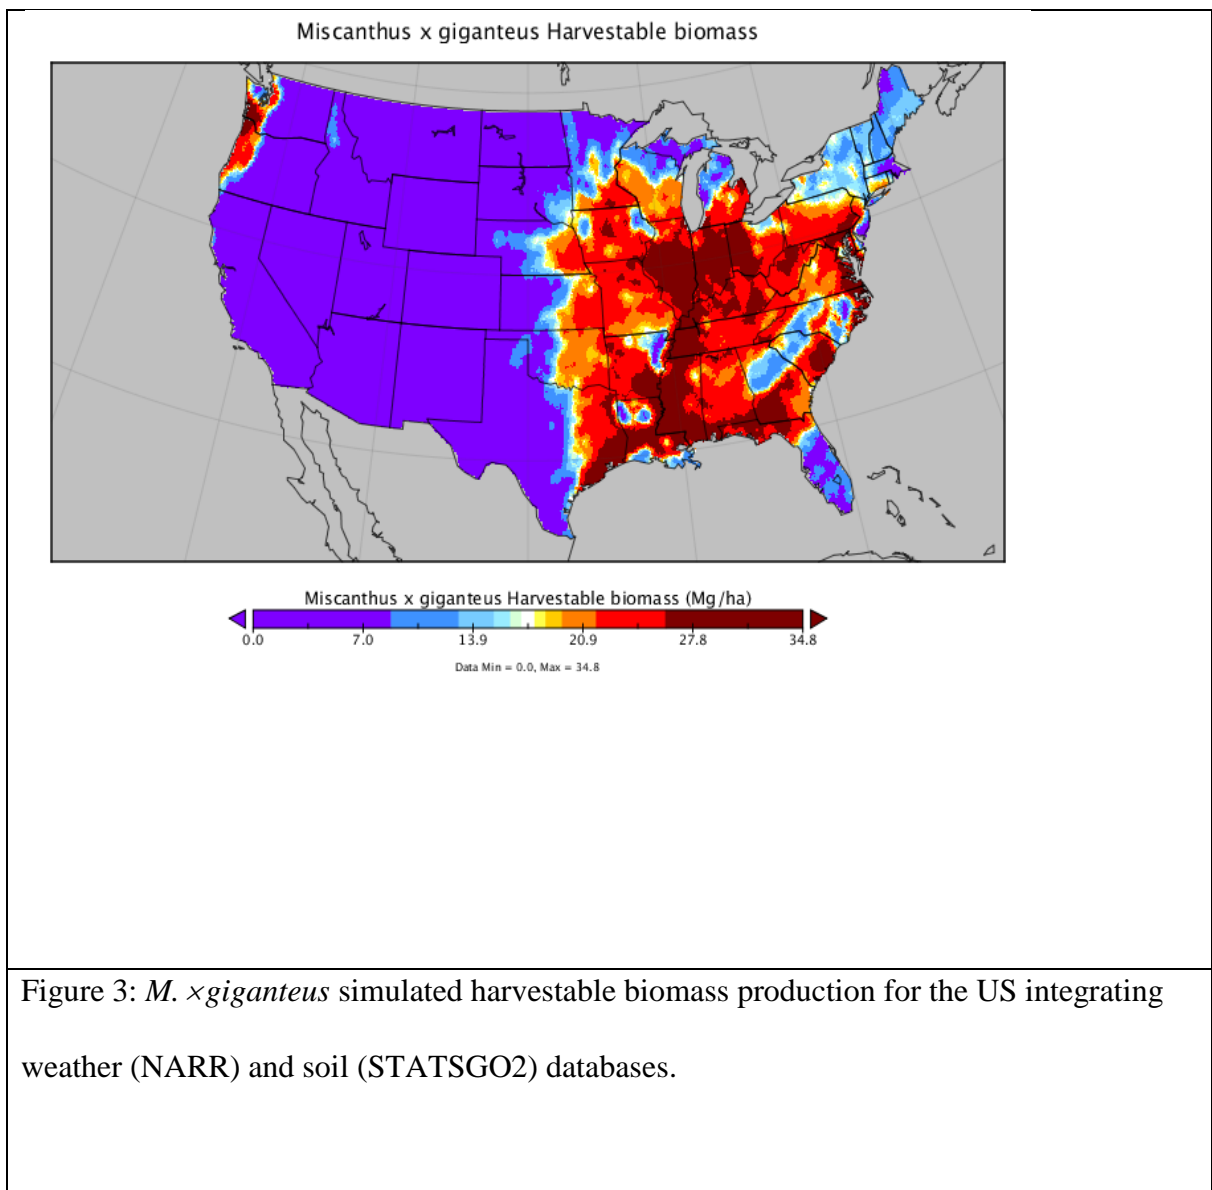 Miscanthus x giganteus Harvestable biomass
Miscanthus x giganteus Harvestable biomass (Mg/ha)
0.0 7.0 13.9 20.9 27.8 34.8
Data Min = 0.0, Max = 34.8
Figure 3: M. ×giganteus simulated harvestable biomass production for the US integrating
weather (NARR) and soil (STATSGO2) databases.